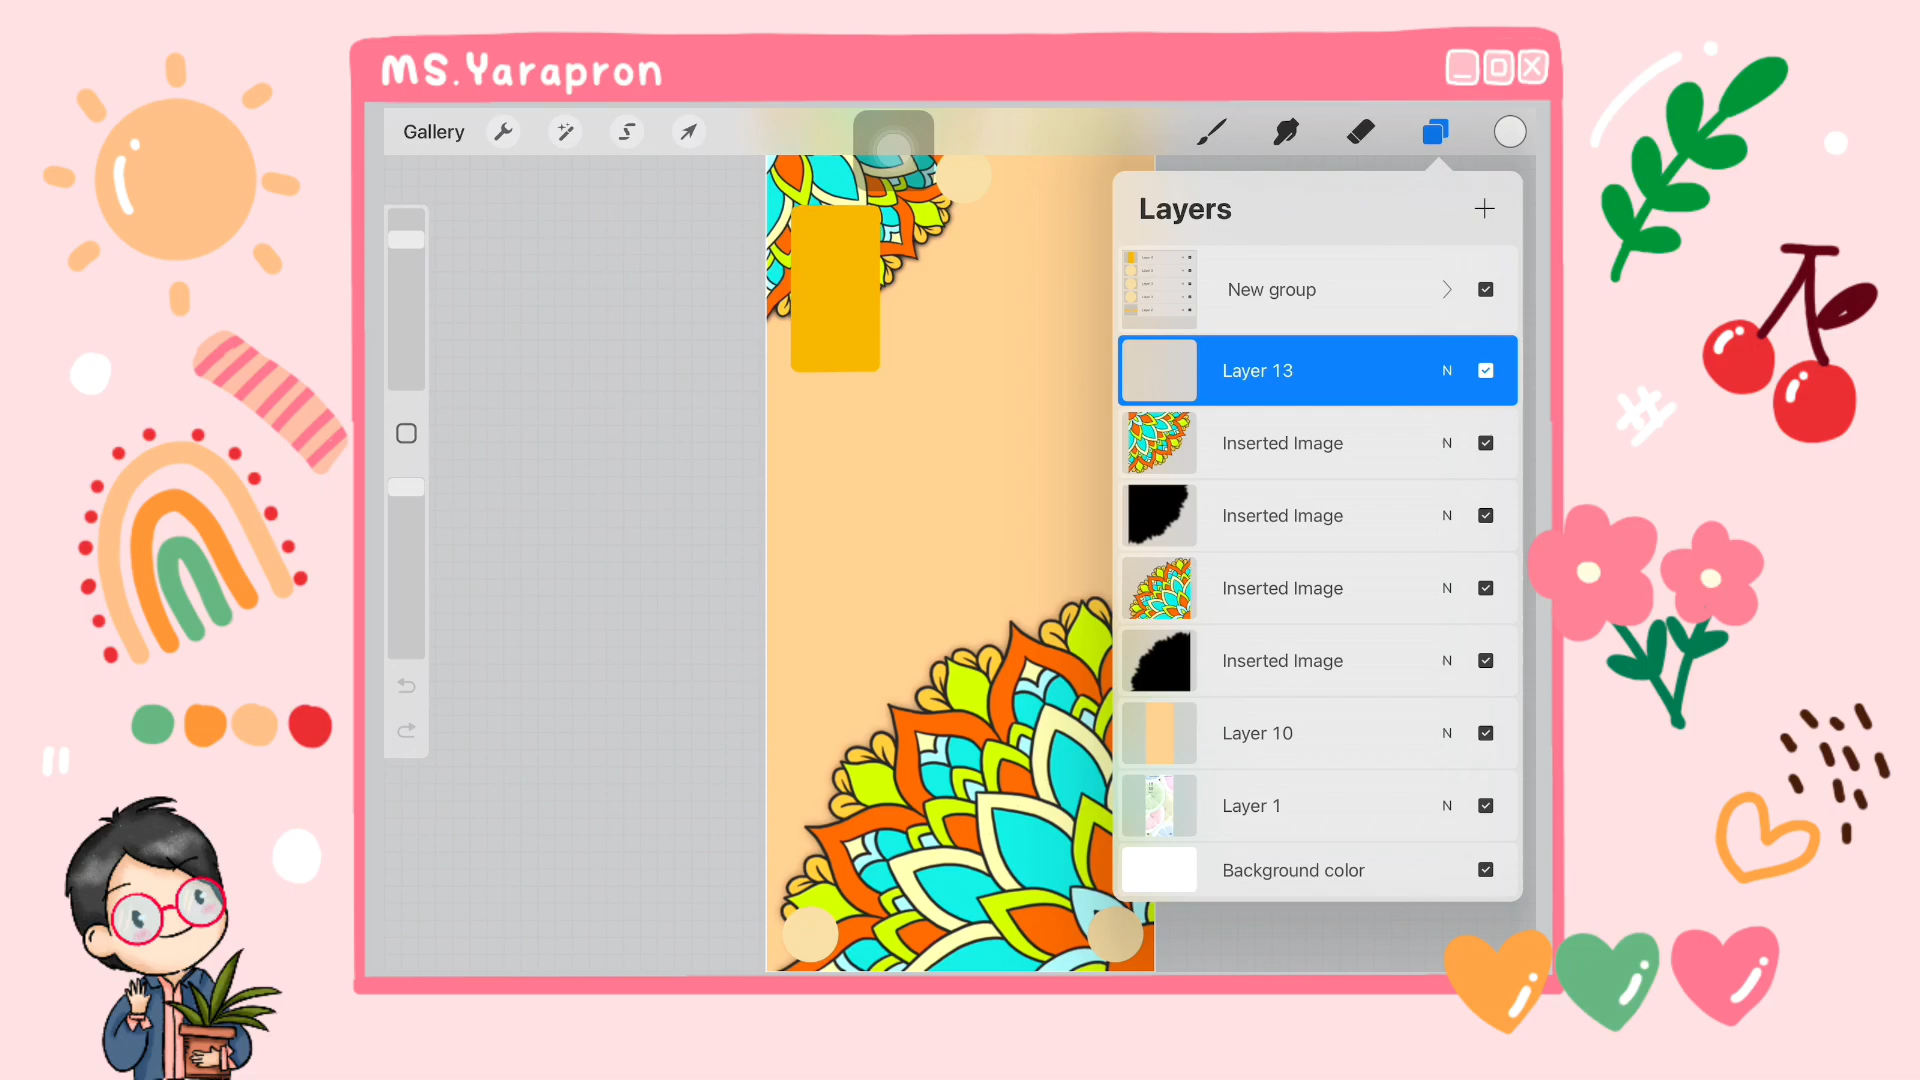 MS.Yarapron
Gallery
Layers
New group
Layer 13 N
Inserted Image N
Inserted Image N
Inserted Image N
Inserted Image N
Layer 10 N
Layer 1 N
Background color